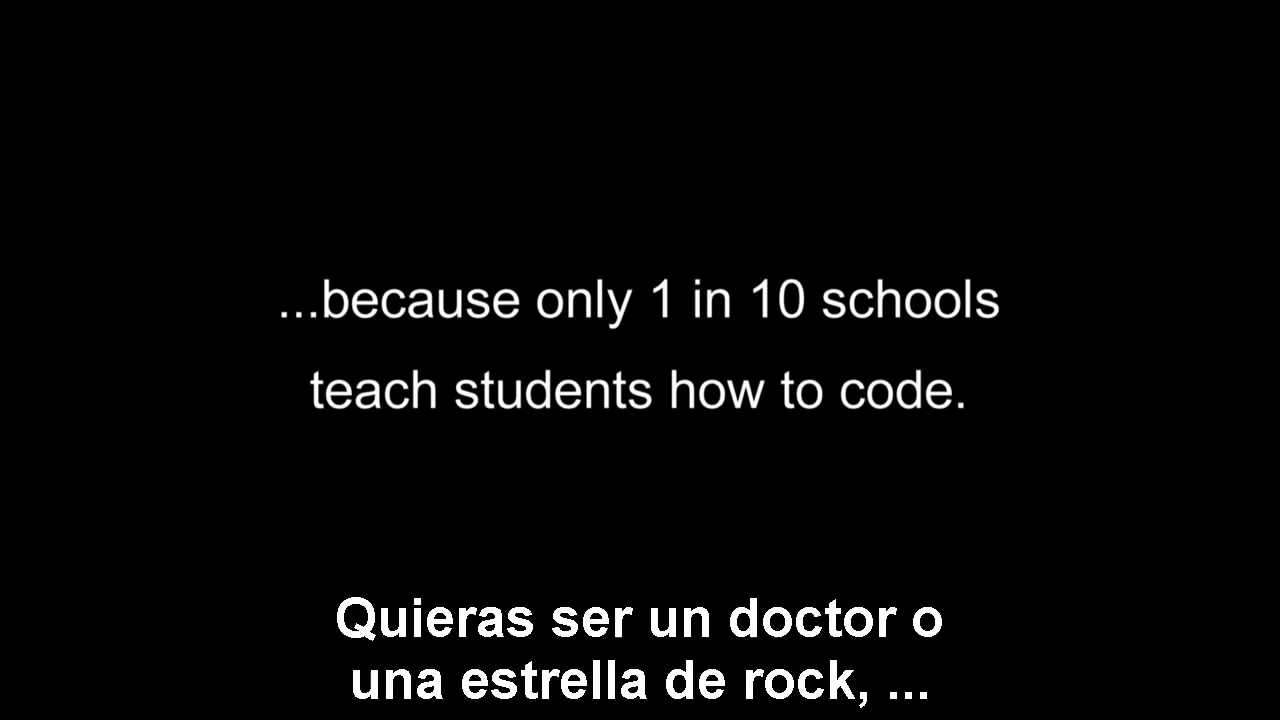 ...because only 1 in 10 schools
teach students how to code.
Quieras ser un doctor o
una estrella de rock, ...